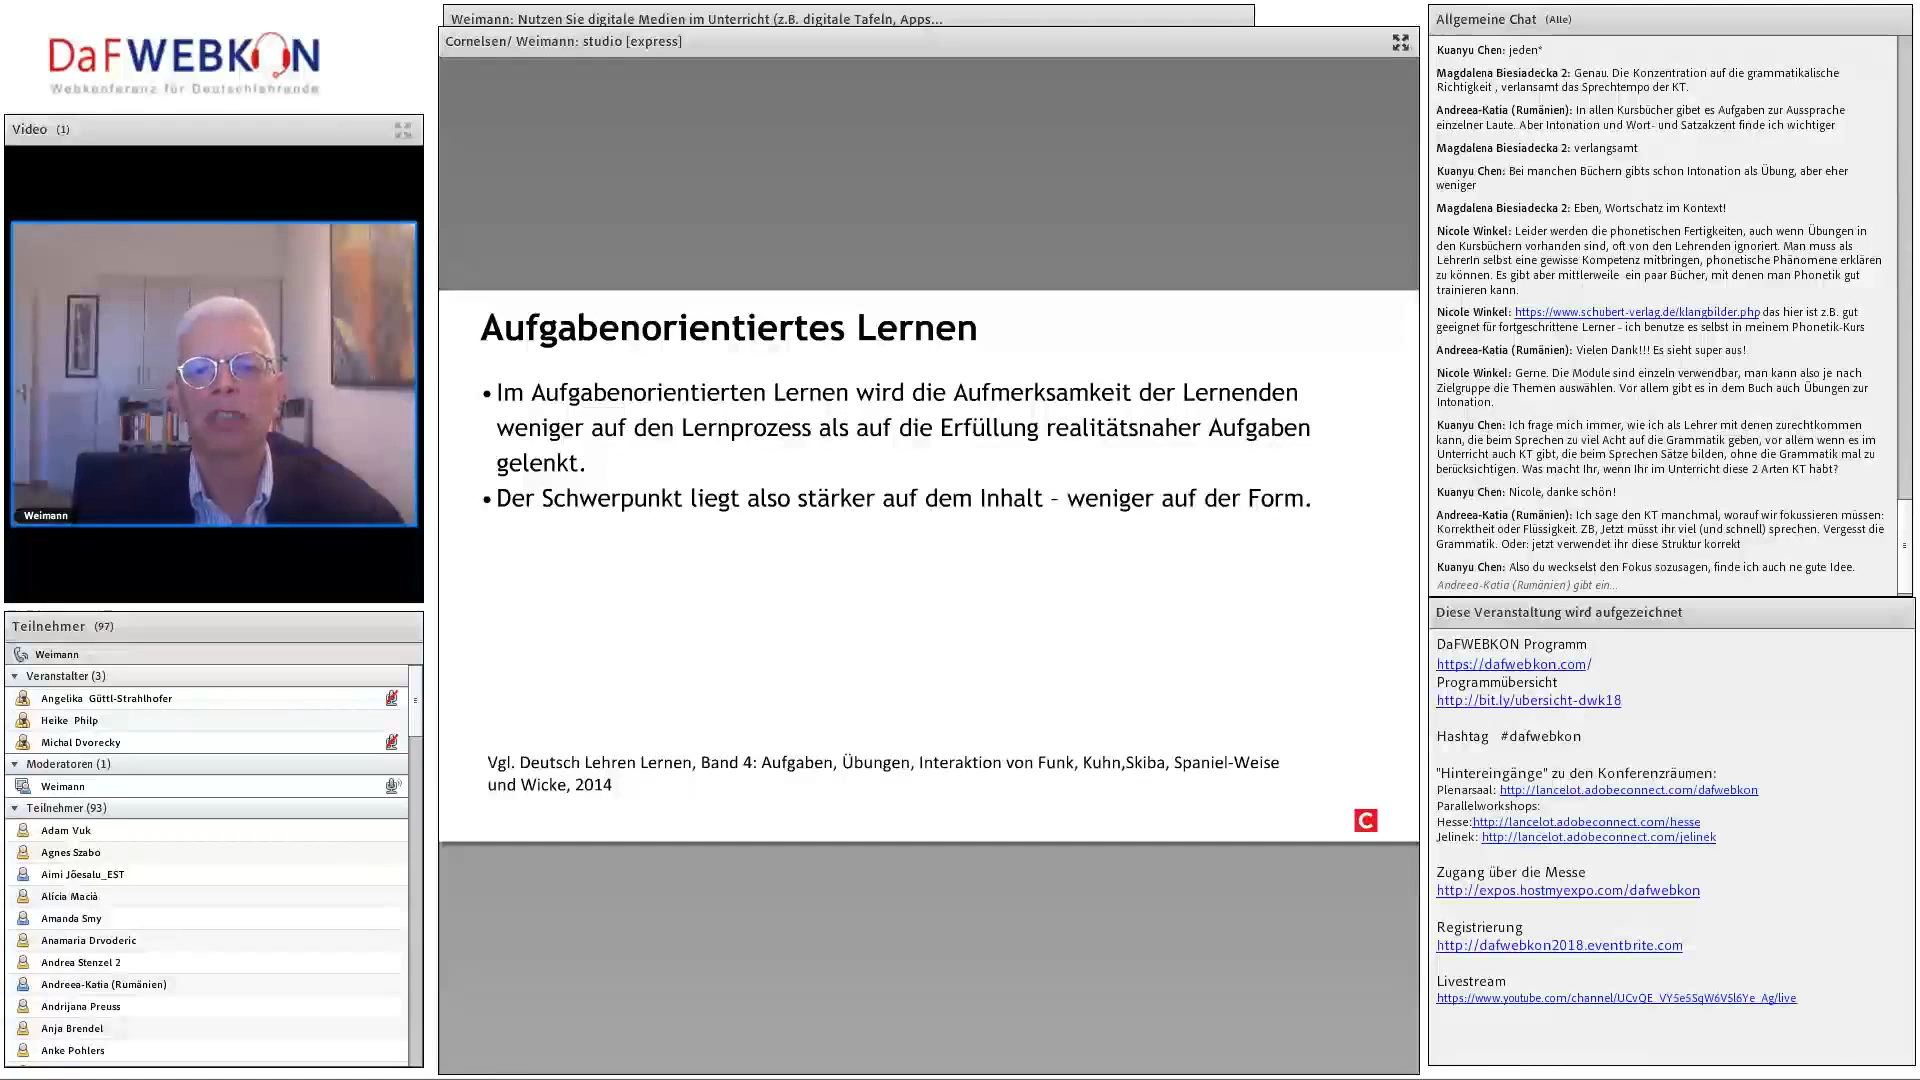 DaFWEBKON
Webkonferenz für Deutschlehrende
Video (1)
Weimann
Teilnehmer (97)
Weimann
Veranstalter (3)
Angelika Güttl-Strahlhofer
Heike Philp
Michal Dvorecky
Moderatoren (1)
Weimann
Teilnehmer (93)
Adam Vuk
Agnes Szabo
Aimi Jõesalu_EST
Alícia Macià
Amanda Smy
Anamaria Drvoderic
Andrea Stenzel 2
Andreea-Katia (Rumänien)
Andrijana Preuss
Anja Brendel
Anke Pohlers
Weimann: Nutzen Sie digitale Medien im Unterricht (z.B. digitale Tafeln, Apps...
Cornelsen/ Weimann: studio [express]
Aufgabenorientiertes Lernen
• Im Aufgabenorientierten Lernen wird die Aufmerksamkeit der Lernenden
weniger auf den Lernprozess als auf die Erfüllung realitätsnaher Aufgaben
gelenkt.
• Der Schwerpunkt liegt also stärker auf dem Inhalt – weniger auf der Form.
Vgl. Deutsch Lehren Lernen, Band 4: Aufgaben, Übungen, Interaktion von Funk, Kuhn,Skiba, Spaniel-Weise
und Wicke, 2014
C
Allgemeine Chat (Alle)
Kuanyu Chen: jeden*
Magdalena Biesiadecka 2: Genau. Die Konzentration auf die grammatikalische
Richtigkeit , verlansamt das Sprechtempo der KT.
Andreea-Katia (Rumänien): In allen Kursbücher gibet es Aufgaben zur Aussprache
einzelner Laute. Aber Intonation und Wort- und Satzakzent finde ich wichtiger
Magdalena Biesiadecka 2: verlangsamt
Kuanyu Chen: Bei manchen Büchern gibts schon Intonation als Übung, aber eher
weniger
Magdalena Biesiadecka 2: Eben, Wortschatz im Kontext!
Nicole Winkel: Leider werden die phonetischen Fertigkeiten, auch wenn Übungen in
den Kursbüchern vorhanden sind, oft von den Lehrenden ignoriert. Man muss als
LehrerIn selbst eine gewisse Kompetenz mitbringen, phonetische Phänomene erklären
zu können. Es gibt aber mittlerweile ein paar Bücher, mit denen man Phonetik gut
trainieren kann.
Nicole Winkel: https://www.schubert-verlag.de/klangbilder.php das hier ist z.B. gut
geeignet für fortgeschrittene Lerner - ich benutze es selbst in meinem Phonetik-Kurs
Andreea-Katia (Rumänien): Vielen Dank!!! Es sieht super aus!
Nicole Winkel: Gerne. Die Module sind einzeln verwendbar, man kann also je nach
Zielgruppe die Themen auswählen. Vor allem gibt es in dem Buch auch Übungen zur
Intonation.
Kuanyu Chen: Ich frage mich immer, wie ich als Lehrer mit denen zurechtkommen
kann, die beim Sprechen zu viel Acht auf die Grammatik geben, vor allem wenn es im
Unterricht auch KT gibt, die beim Sprechen Sätze bilden, ohne die Grammatik mal zu
berücksichtigen. Was macht Ihr, wenn Ihr im Unterricht diese 2 Arten KT habt?
Kuanyu Chen: Nicole, danke schön!
Andreea-Katia (Rumänien): Ich sage den KT manchmal, worauf wir fokussieren müssen:
Korrektheit oder Flüssigkeit. ZB, Jetzt müsst ihr viel (und schnell) sprechen. Vergesst die
Grammatik. Oder: jetzt verwendet ihr diese Struktur korrekt
Kuanyu Chen: Also du weckselst den Fokus sozusagen, finde ich auch ne gute Idee.
Andreea-Katia (Rumänien) gibt ein...
Diese Veranstaltung wird aufgezeichnet
DaFWEBKON Programm
https://dafwebkon.com/
Programmübersicht
http://bit.ly/ubersicht-dwk18
Hashtag #dafwebkon
"Hintereingänge" zu den Konferenzräumen:
Plenarsaal: http://lancelot.adobeconnect.com/dafwebkon
Parallelworkshops:
Hesse:http://lancelot.adobeconnect.com/hesse
Jelinek: http://lancelot.adobeconnect.com/jelinek
Zugang über die Messe
http://expos.hostmyexpo.com/dafwebkon
Registrierung
http://dafwebkon2018.eventbrite.com
Livestream
https://www.youtube.com/channel/UCvQE_VY5e5SqW6V5l6Ye_Ag/live